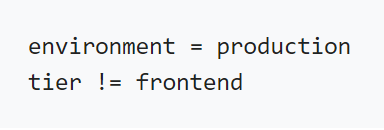 environment = production
tier != frontend